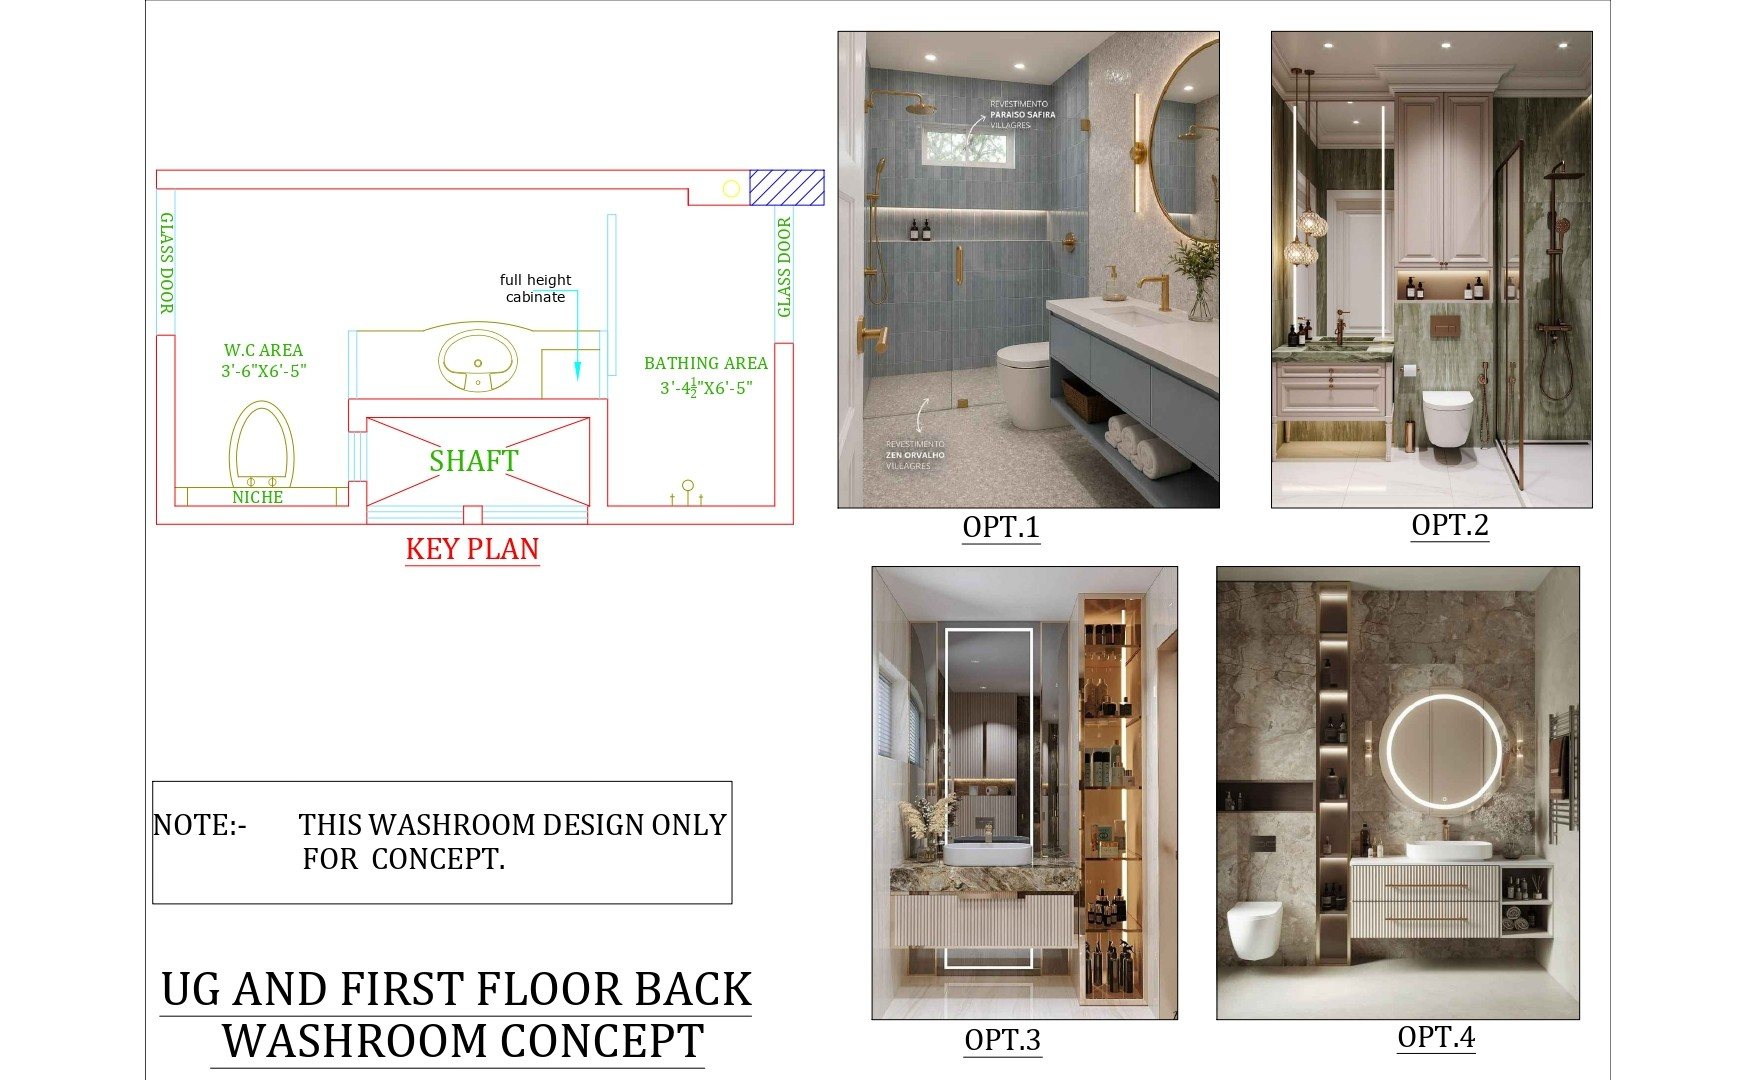 GLASS DOOR
full height
cabinate
GLASS DOOR
W.C AREA
3'-6"X6'-5"
BATHING AREA
3'-4½"X6'-5"
SHAFT
NICHE
KEY PLAN
REVESTIMENTO
PARAISO SAFIRA
VILLAGRES
REVESTIMENTO
ZEN ORVALHO
VILLAGRES
OPT.1
OPT.2
OPT.3
OPT.4
NOTE:- THIS WASHROOM DESIGN ONLY
FOR CONCEPT.
UG AND FIRST FLOOR BACK
WASHROOM CONCEPT